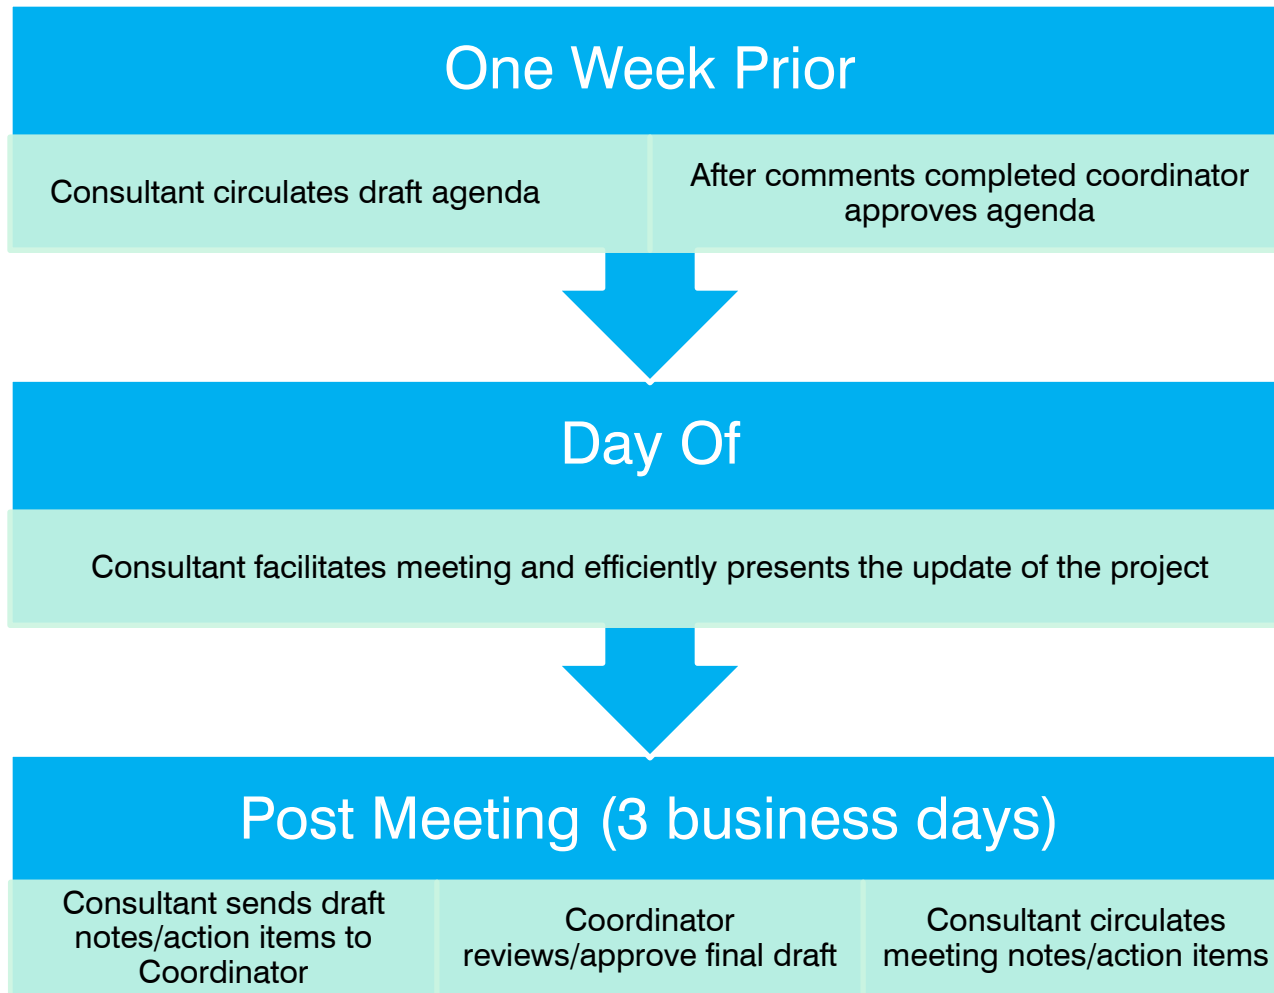 One Week Prior
Consultant circulates draft agenda
After comments completed coordinator
approves agenda
Day Of
Consultant facilitates meeting and efficiently presents the update of the project
Post Meeting (3 business days)
Consultant sends draft
notes/action items to
Coordinator
Coordinator
reviews/approve final draft
Consultant circulates
meeting notes/action items